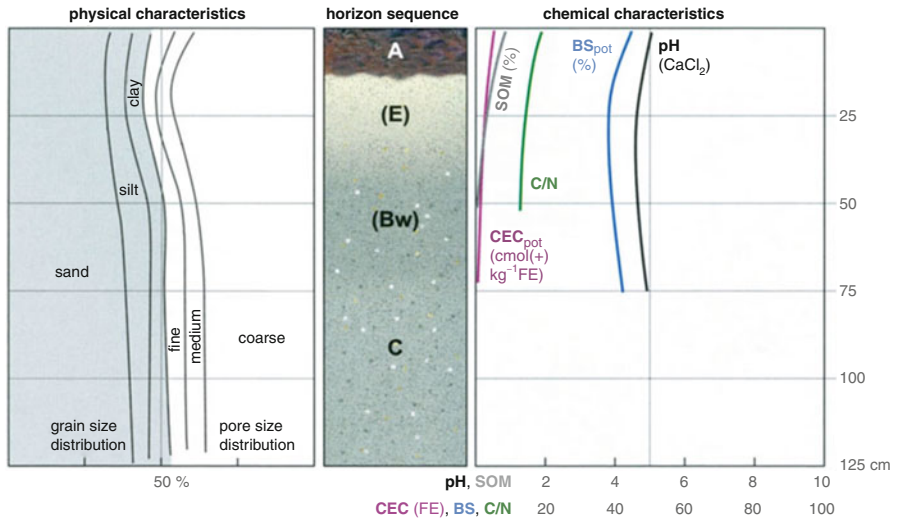 physical characteristics
horizon sequence
chemical characteristics
A
(E)
(Bw)
C
clay
silt
sand
fine
medium
coarse
grain size
distribution
pore size
distribution
50 %
SOM (%)
BSpot
(%)
pH
(CaCl2)
C/N
CECpot
(cmol(+)
kg−1FE)
25
50
75
100
125 cm
pH, SOM 2 4 6 8 10
CEC (FE), BS, C/N 20 40 60 80 100